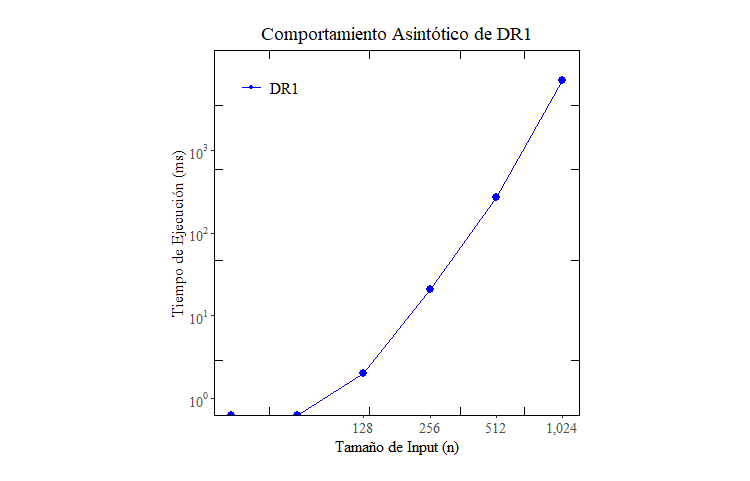 Comportamiento Asintótico de DR1
DR1
Tiempo de Ejecución (ms)
10³
10²
10¹
10⁰
128
256
512
1,024
Tamaño de Input (n)